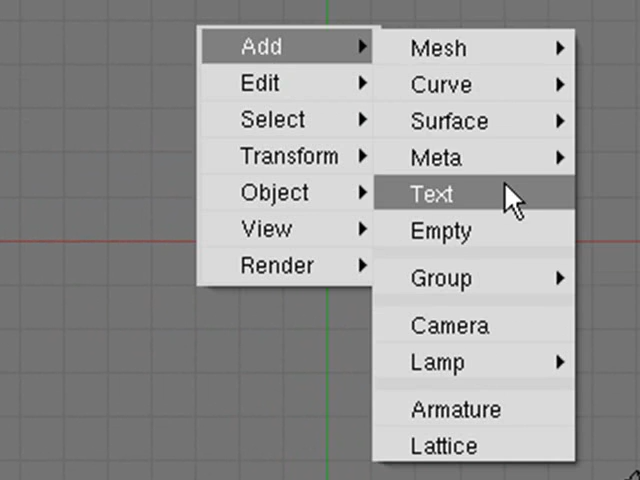 Add
Edit
Select
Transform
Object
View
Render
Mesh
Curve
Surface
Meta
Text
Empty
Group
Camera
Lamp
Armature
Lattice